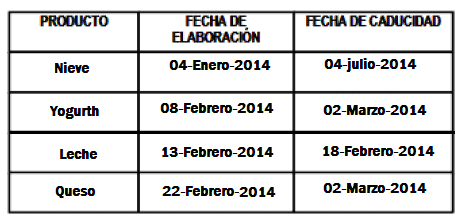 PRODUCTO FECHA DE ELABORACIÓN FECHA DE CADUCIDAD
Nieve 04-Enero-2014 04-julio-2014
Yogurth 08-Febrero-2014 02-Marzo-2014
Leche 13-Febrero-2014 18-Febrero-2014
Queso 22-Febrero-2014 02-Marzo-2014